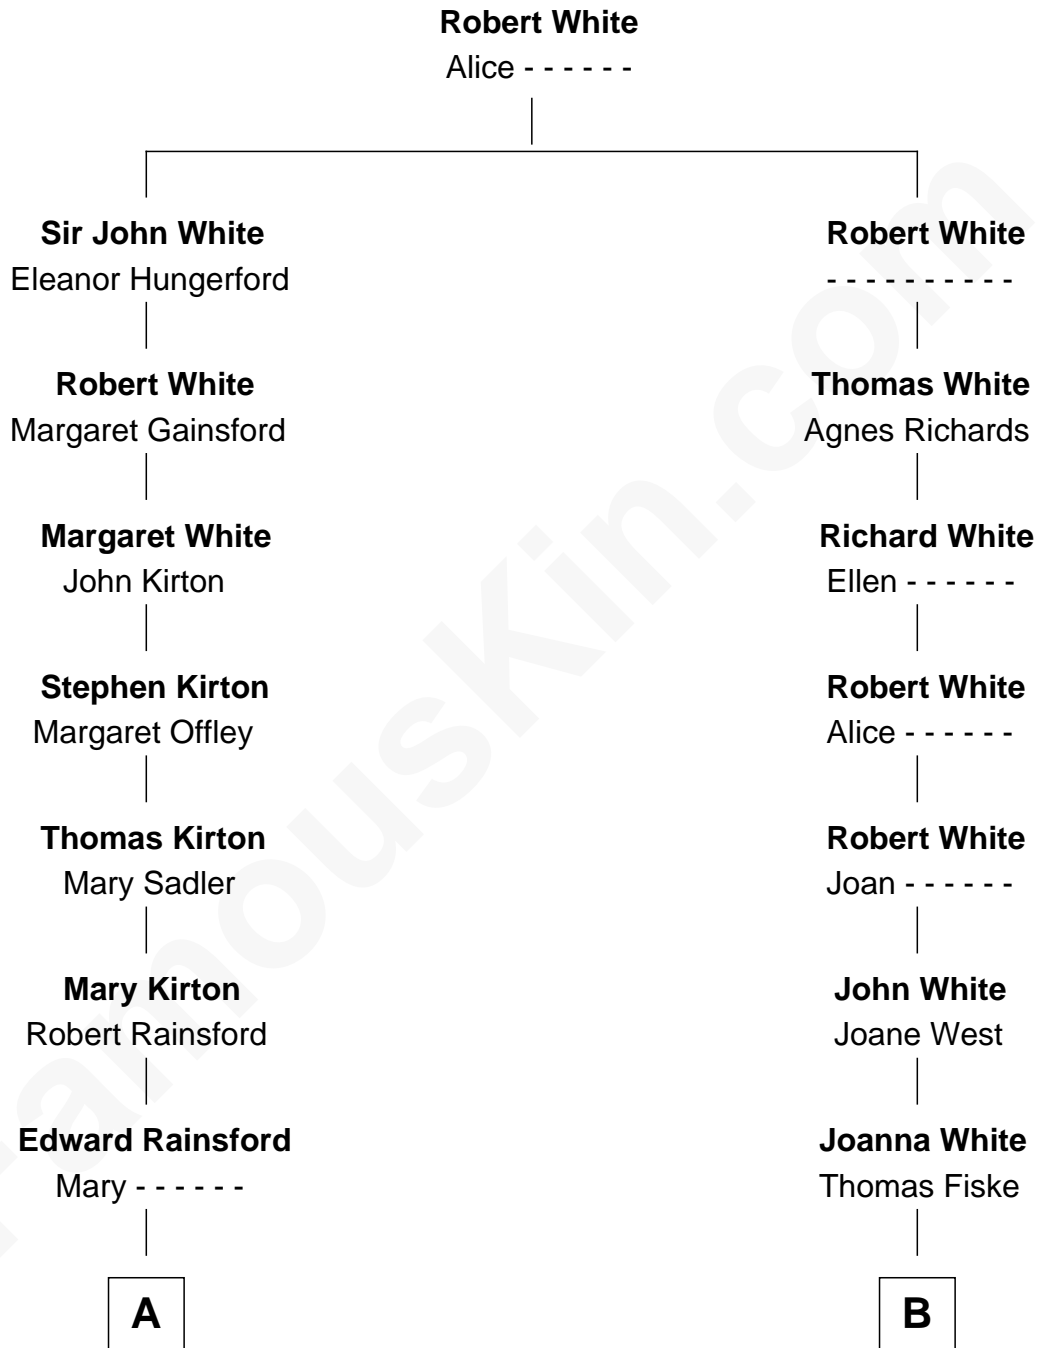 Robert White
Alice - - - - - -
Sir John White
Eleanor Hungerford
Robert White
- - - - - - - - - -
Robert White
Margaret Gainsford
Thomas White
Agnes Richards
Margaret White
John Kirton
Richard White
Ellen - - - - - -
Stephen Kirton
Margaret Offley
Robert White
Alice - - - - - -
Thomas Kirton
Mary Sadler
Robert White
Joan - - - - - -
Mary Kirton
Robert Rainsford
John White
Joane West
Edward Rainsford
Mary - - - - - -
Joanna White
Thomas Fiske
A
B
FamousKin.com